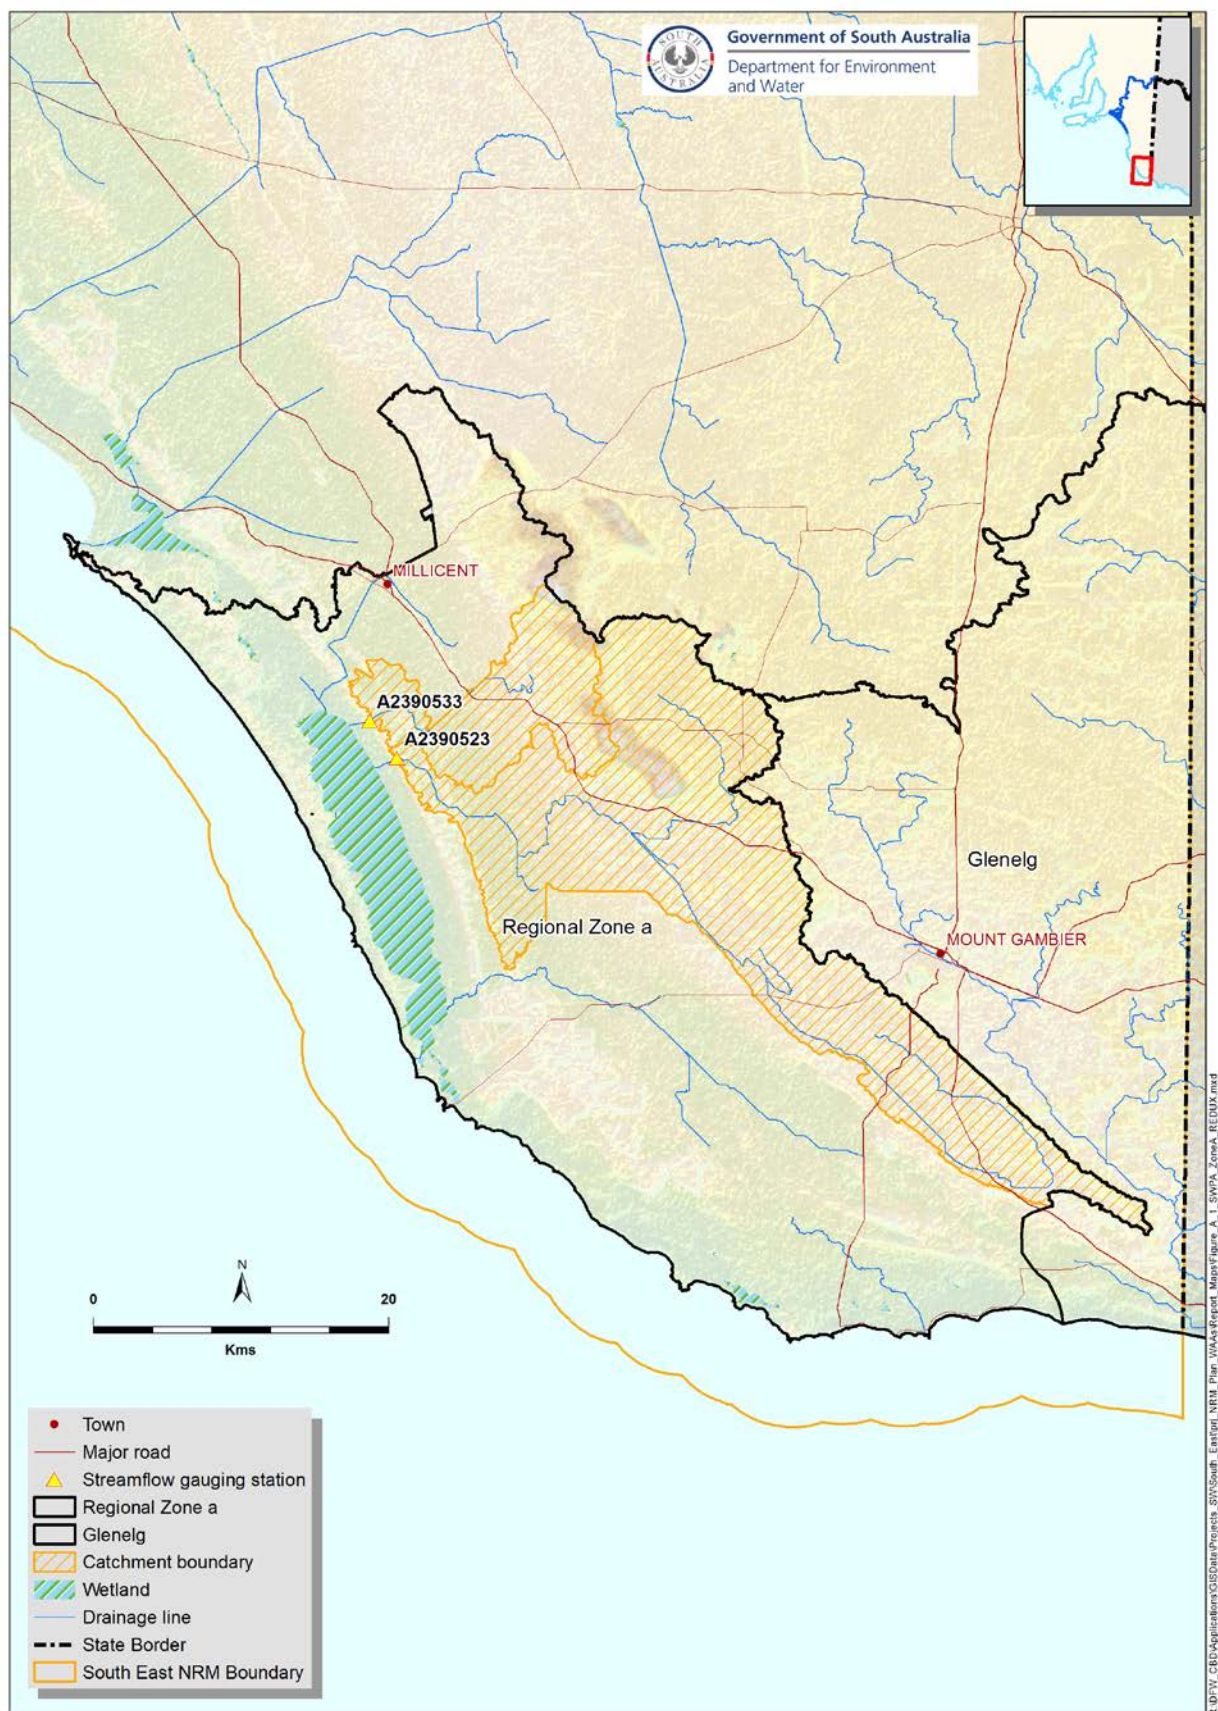 Government of South Australia
Department for Environment
and Water
SOUTH
AUSTRALIA
MILLICENT
A2390533
A2390523
Glenelg
Regional Zone a
MOUNT GAMBIER
N
0 20
Kms
Town
Major road
Streamflow gauging station
Regional Zone a
Glenelg
Catchment boundary
Wetland
Drainage line
State Border
South East NRM Boundary